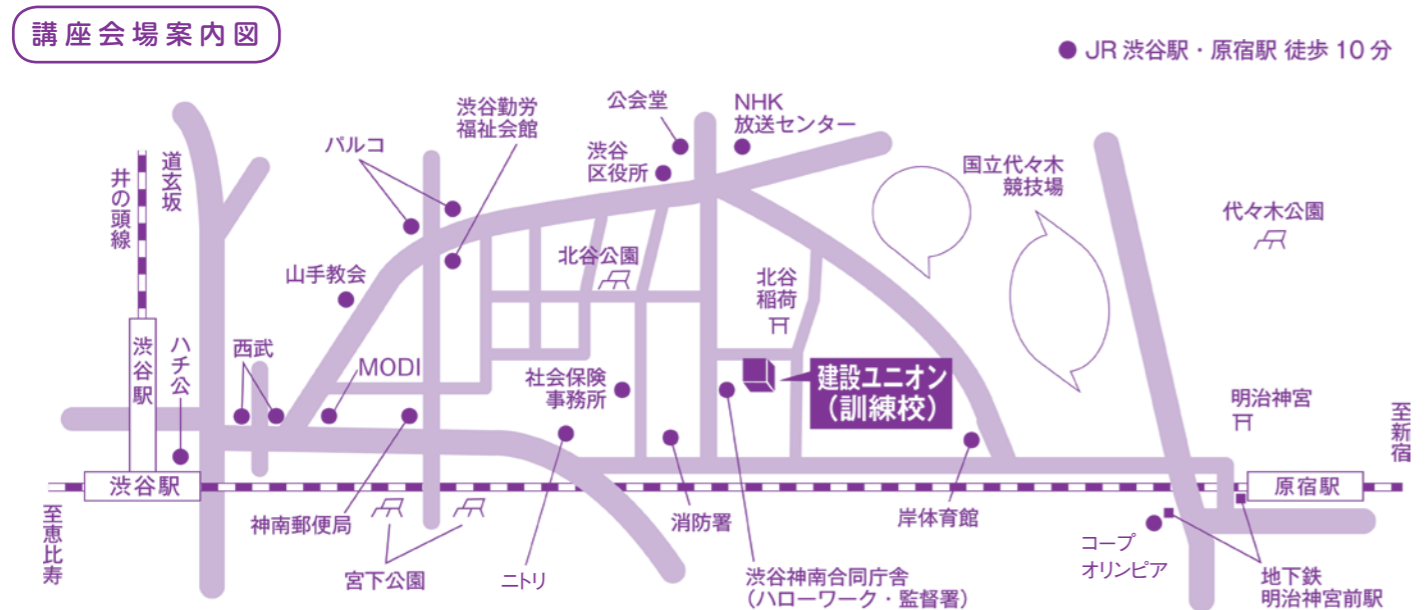 講座会場案内図
● JR 渋谷駅・原宿駅 徒歩 10 分
道玄坂
井の頭線
パルコ
渋谷勤労
福祉会館
公会堂
渋谷
区役所
NHK
放送センター
国立代々木
競技場
代々木公園
山手教会
北谷公園
北谷
稲荷
渋谷駅
ハチ公
西武
MODI
社会保険
事務所
建設ユニオン
（訓練校）
明治神宮
至新宿
渋谷駅
原宿駅
至恵比寿
神南郵便局
宮下公園
ニトリ
消防署
渋谷神南合同庁舎
（ハローワーク・監督署）
岸体育館
コープ
オリンピア
地下鉄
明治神宮前駅